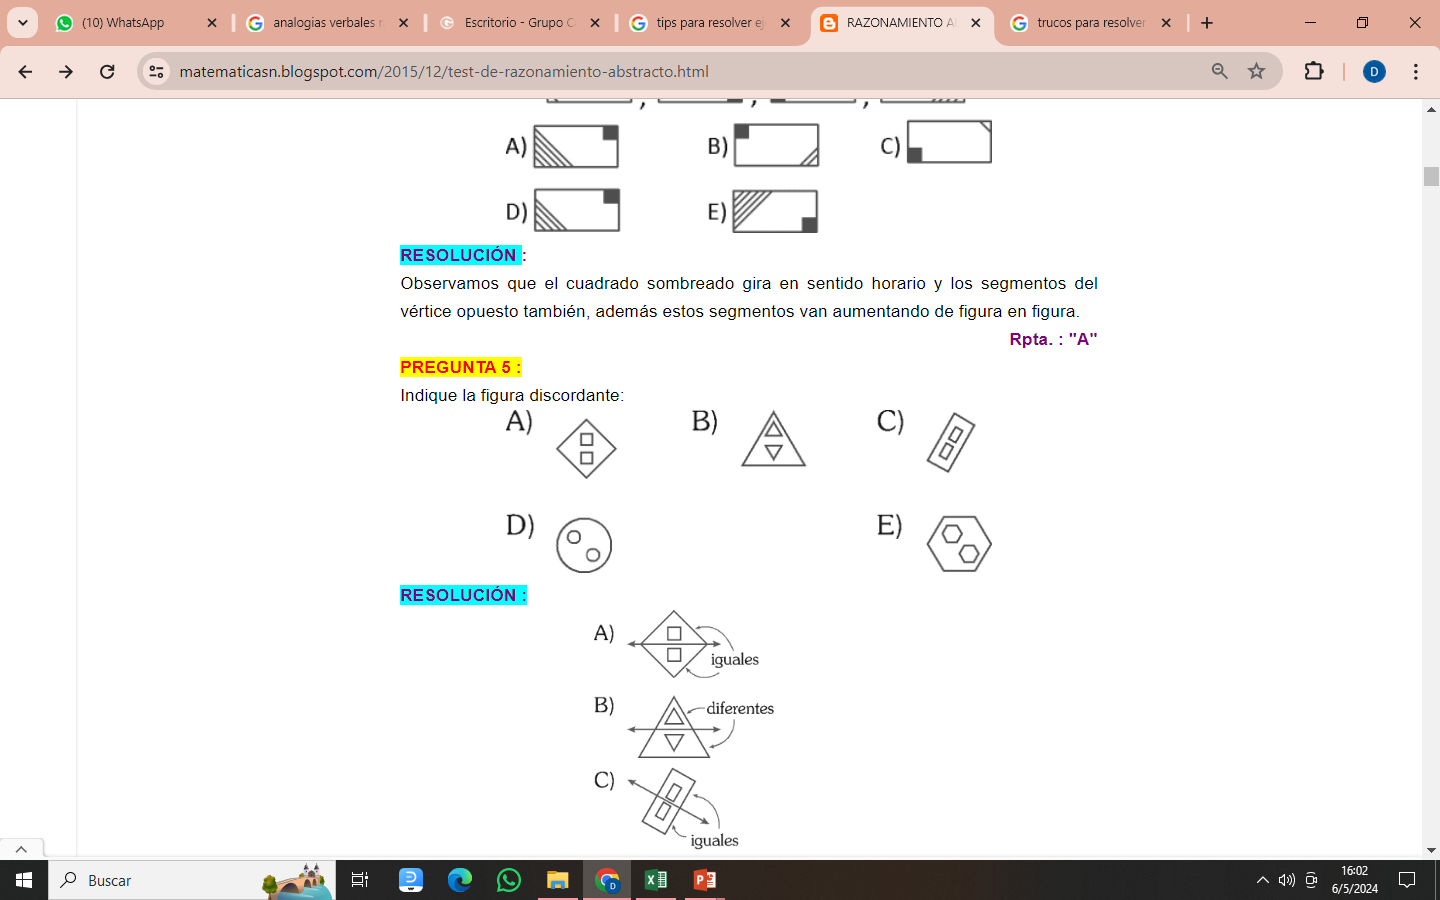 (10) WhatsApp
analogias verbales r
Escritorio - Grupo C
tips para resolver ej
RAZONAMIENTO A
trucos para resolver
matematicasn.blogspot.com/2015/12/test-de-razonamiento-abstracto.html
D
A) B) C)
D) E)
RESOLUCIÓN :
Observamos que el cuadrado sombreado gira en sentido horario y los segmentos del
vértice opuesto también, además estos segmentos van aumentando de figura en figura.
Rpta. : "A"
PREGUNTA 5 :
Indique la figura discordante:
A) B) C)
D) E)
RESOLUCIÓN :
A)
iguales
B)
diferentes
C)
iguales
Buscar
16:02
6/5/2024